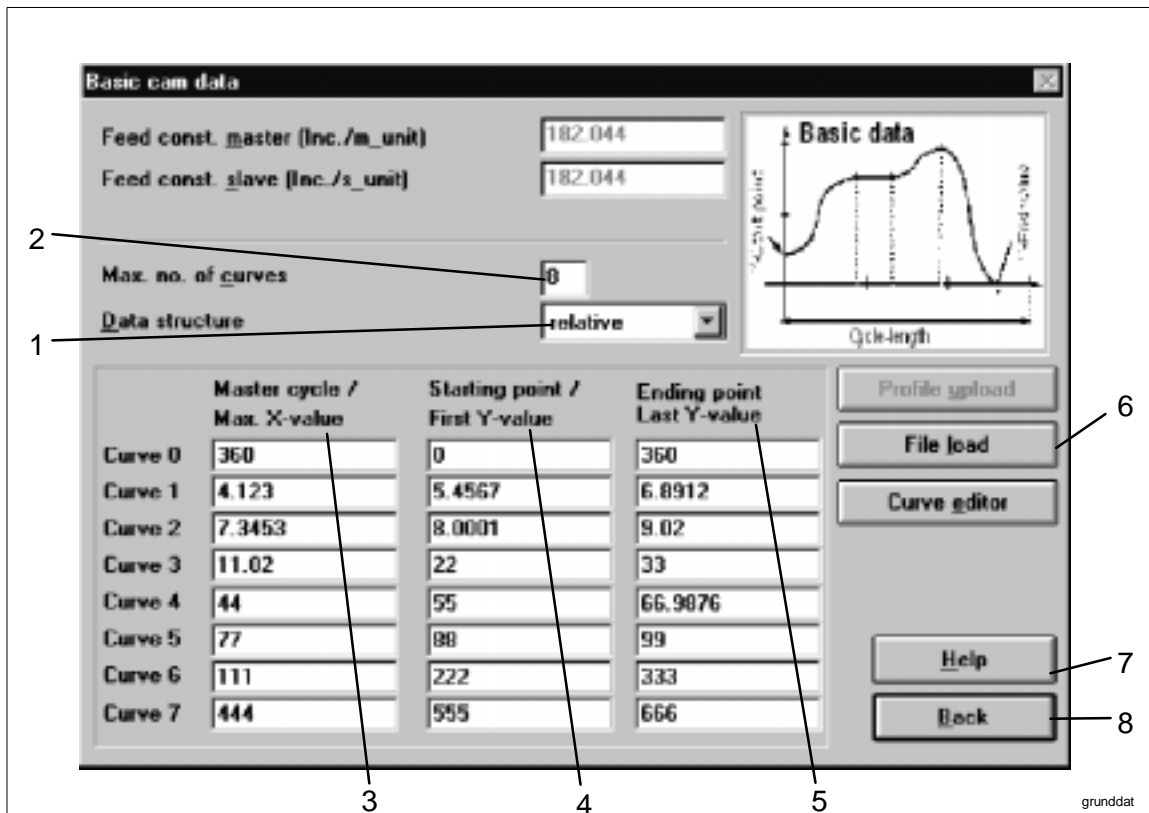 Basic cam data
Feed const. master (Inc./m_unit) 182.044
Feed const. slave (Inc./s_unit) 182.044
Basic data
Cycle-length
2
Max. no. of curves 8
Data structure relative
1
Master cycle / Starting point / Ending point
Max. X-value First Y-value Last Y-value
Curve 0 360 0 360
Curve 1 4.123 5.4567 6.8912
Curve 2 7.3453 8.0001 9.02
Curve 3 11.02 22 33
Curve 4 44 55 66.9876
Curve 5 77 88 99
Curve 6 111 222 333
Curve 7 444 555 666
Profile upload
File load
6
Curve editor
Help
7
Back
8
3
4
5
grunddat